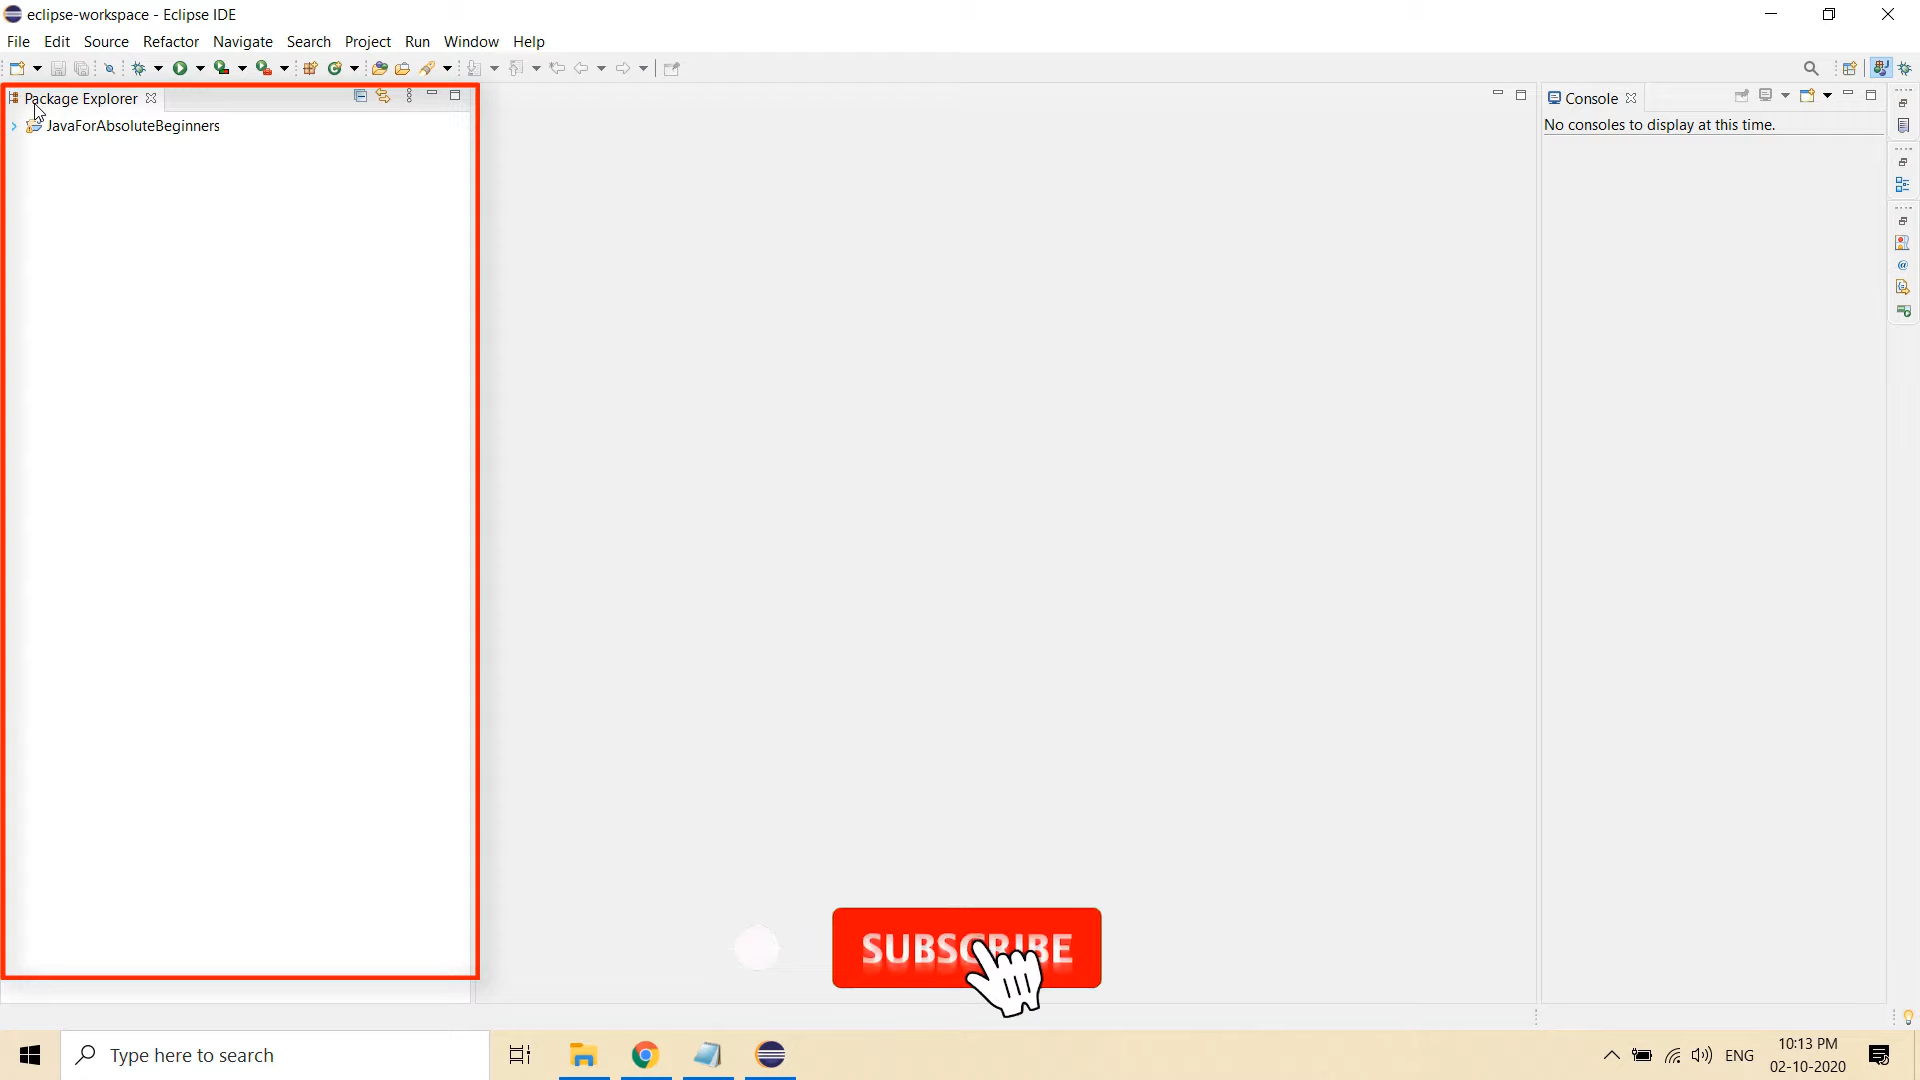 eclipse-workspace - Eclipse IDE
File Edit Source Refactor Navigate Search Project Run Window Help
Package Explorer
JavaForAbsoluteBeginners
Console
No consoles to display at this time.
SUBSCRIBE
Type here to search
ENG
10:13 PM
02-10-2020